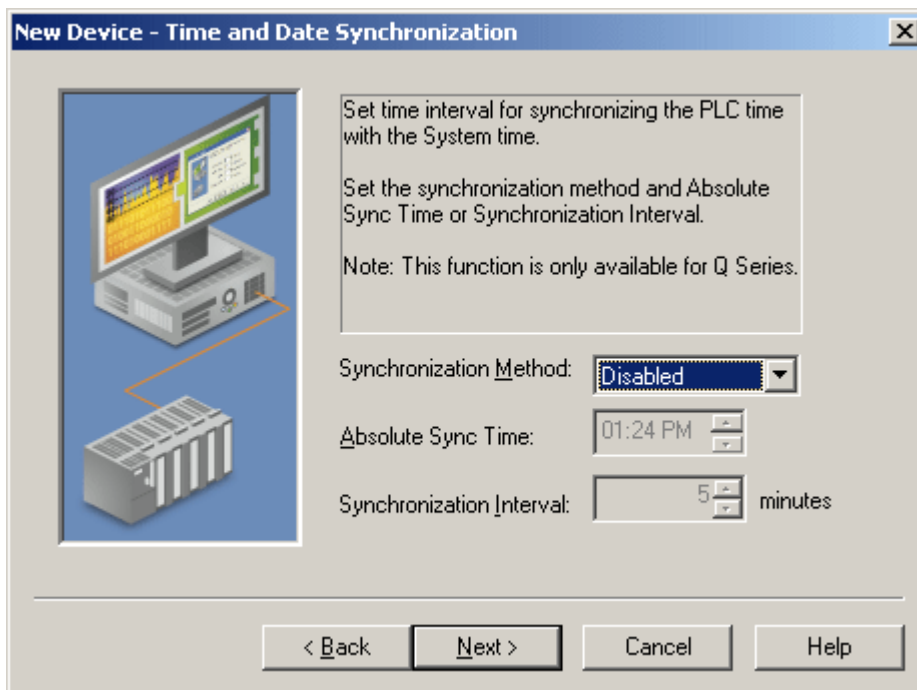 New Device - Time and Date Synchronization
Set time interval for synchronizing the PLC time
with the System time.
Set the synchronization method and Absolute
Sync Time or Synchronization Interval.
Note: This function is only available for Q Series.
Synchronization Method: Disabled
Absolute Sync Time: 01:24 PM
Synchronization Interval: 5 minutes
< Back Next > Cancel Help